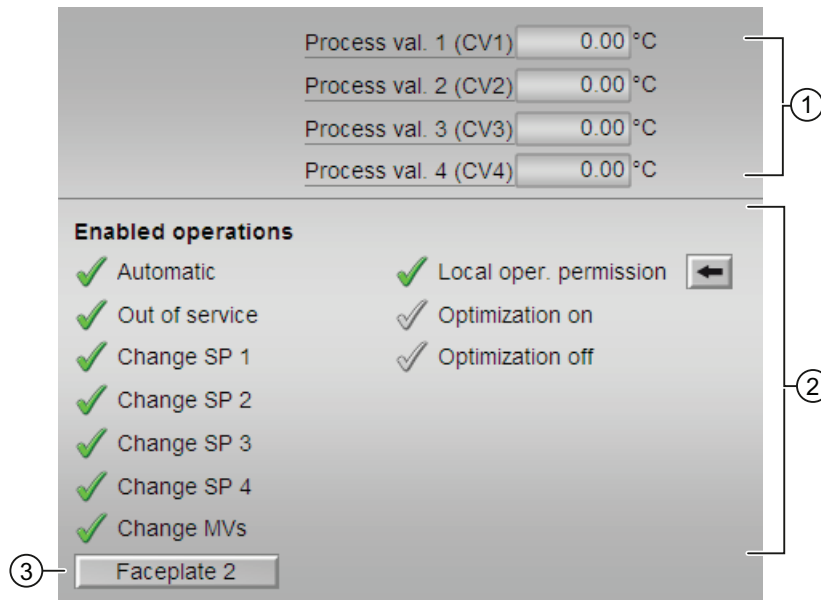 Process val. 1 (CV1) 0.00 °C
Process val. 2 (CV2) 0.00 °C
Process val. 3 (CV3) 0.00 °C
Process val. 4 (CV4) 0.00 °C
1
Enabled operations
Automatic
Out of service
Change SP 1
Change SP 2
Change SP 3
Change SP 4
Change MVs
Local oper. permission
Optimization on
Optimization off
2
3
Faceplate 2